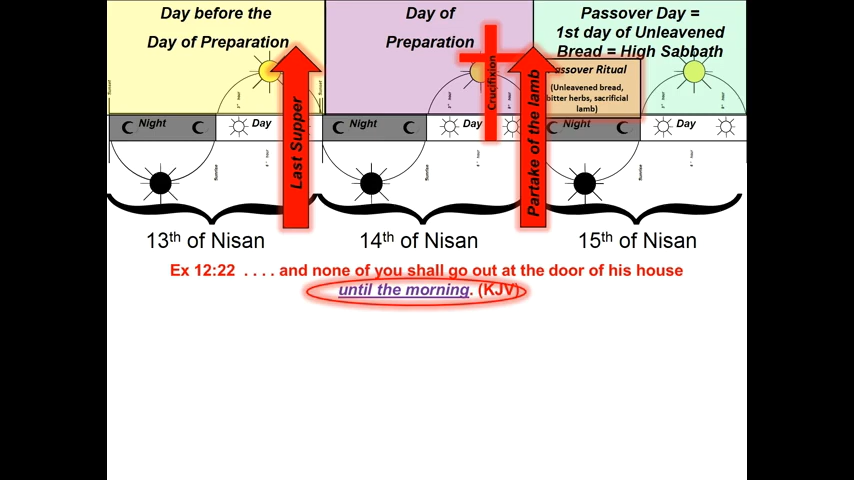 Day before the
Day of Preparation
Day of
Preparation
Passover Day =
1st day of Unleavened
Bread = High Sabbath
Passover Ritual
(Unleavened bread,
bitter herbs, sacrificial
lamb)
Crucifixion
Last Supper
Partake of the lamb
Night
Day
Night
Day
Night
Day
13th of Nisan
14th of Nisan
15th of Nisan
Ex 12:22 . . . . and none of you shall go out at the door of his house
until the morning. (KJV)